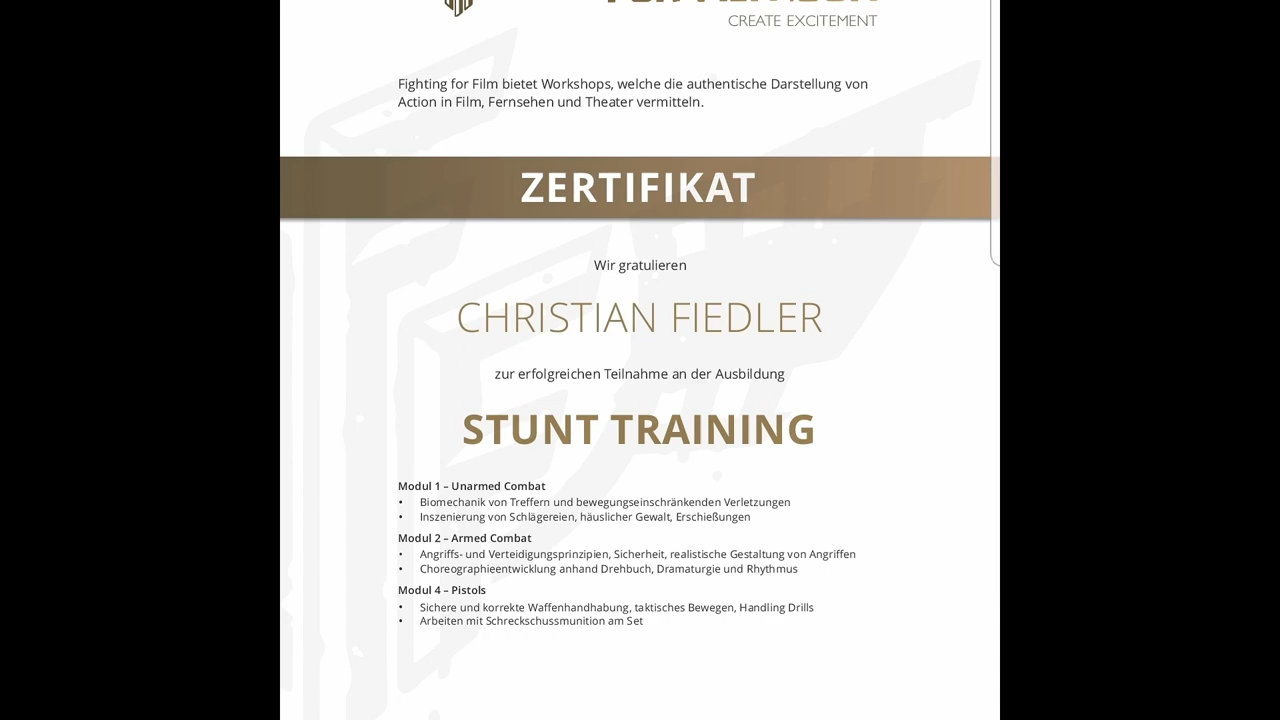 CREATE EXCITEMENT
Fighting for Film bietet Workshops, welche die authentische Darstellung von
Action in Film, Fernsehen und Theater vermitteln.
ZERTIFIKAT
Wir gratulieren
CHRISTIAN FIEDLER
zur erfolgreichen Teilnahme an der Ausbildung
STUNT TRAINING
Modul 1 – Unarmed Combat
• Biomechanik von Treffern und bewegungseinschränkenden Verletzungen
• Inszenierung von Schlägereien, häuslicher Gewalt, Erschießungen
Modul 2 – Armed Combat
• Angriffs- und Verteidigungsprinzipien, Sicherheit, realistische Gestaltung von Angriffen
• Choreographieentwicklung anhand Drehbuch, Dramaturgie und Rhythmus
Modul 4 – Pistols
• Sichere und korrekte Waffenhandhabung, taktisches Bewegen, Handling Drills
• Arbeiten mit Schreckschussmunition am Set